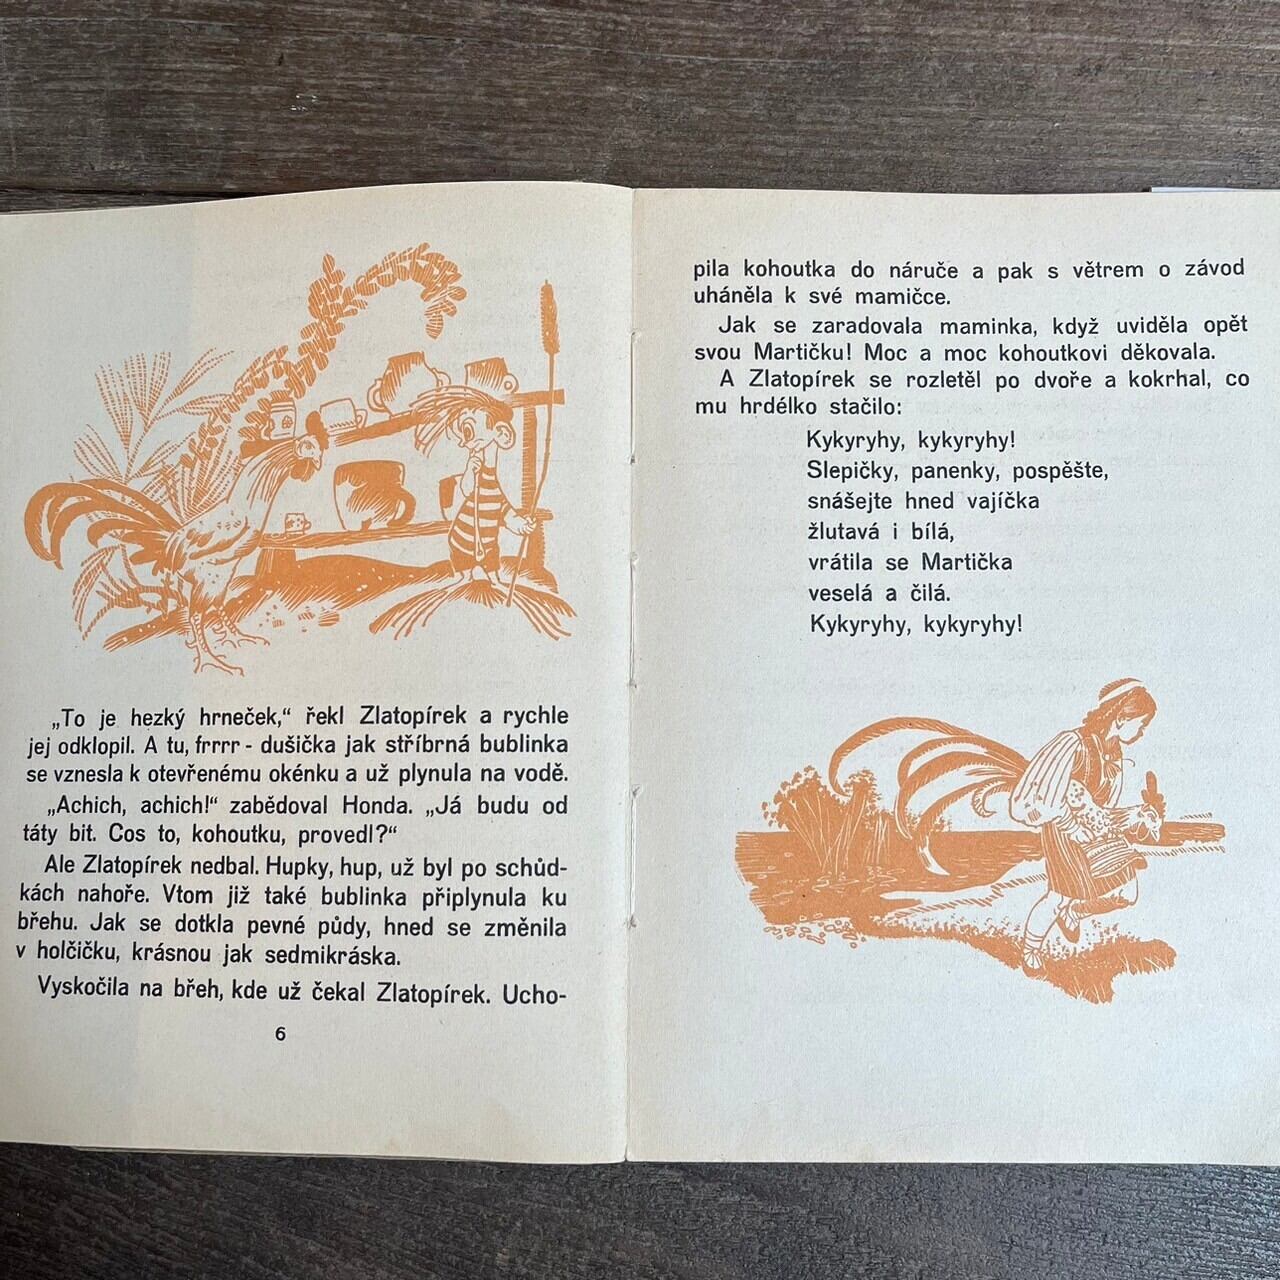 „To je hezký hrneček,“ řekl Zlatopírek a rychle
jej odklopil. A tu, frrrr - dušička jak stříbrná bublinka
se vznesla k otevřenému okénku a už plynula na vodě.
„Achich, achich!“ zabědoval Honda. „Já budu od
táty bit. Cos to, kohoutku, provedl?“
Ale Zlatopírek nedbal. Hupky, hup, už byl po schůd-
kách nahoře. Vtom již také bublinka připlynula ku
břehu. Jak se dotkla pevné půdy, hned se změnila
v holčičku, krásnou jak sedmikráska.
Vyskočila na břeh, kde už čekal Zlatopírek. Ucho-
6
pila kohoutka do náruče a pak s větrem o závod
uháněla k své mamičce.
Jak se zaradovala maminka, když uviděla opět
svou Martičku! Moc a moc kohoutkovi děkovala.
A Zlatopírek se rozletěl po dvoře a kokrhal, co
mu hrdélko stačilo:
Kykyryhy, kykyryhy!
Slepičky, panenky, pospěšte,
snášejte hned vajíčka
žlutavá i bílá,
vrátila se Martička
veselá a čilá.
Kykyryhy, kykyryhy!